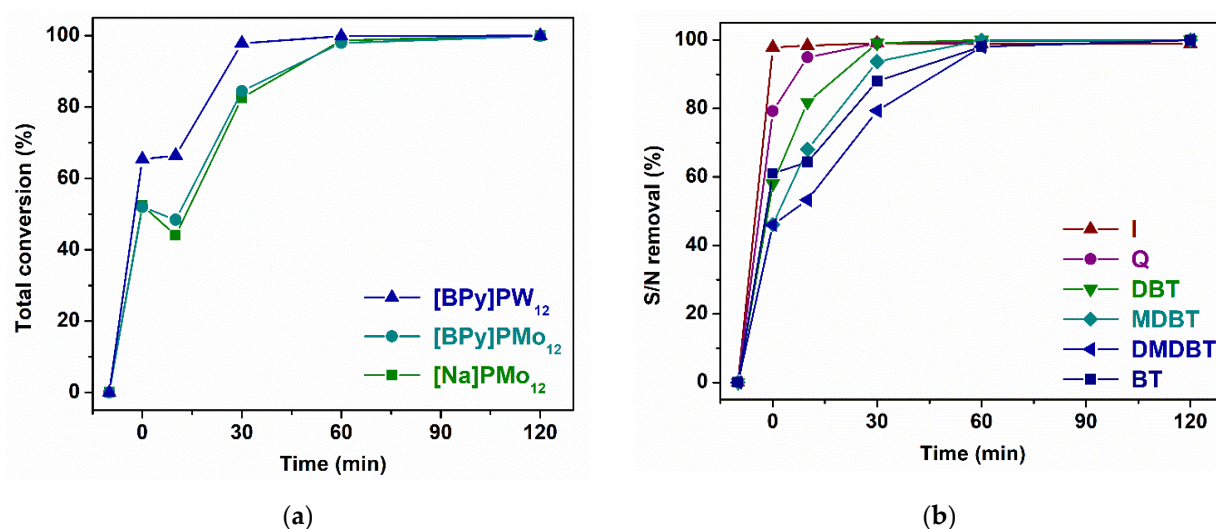 Total conversion (%)
100
80
60
40
20
0
[BPy]PW₁₂
[BPy]PMo₁₂
[Na]PMo₁₂
0 30 60 90 120
Time (min)
(a)
S/N removal (%)
100
80
60
40
20
0
I
Q
DBT
MDBT
DMDBT
BT
0 30 60 90 120
Time (min)
(b)